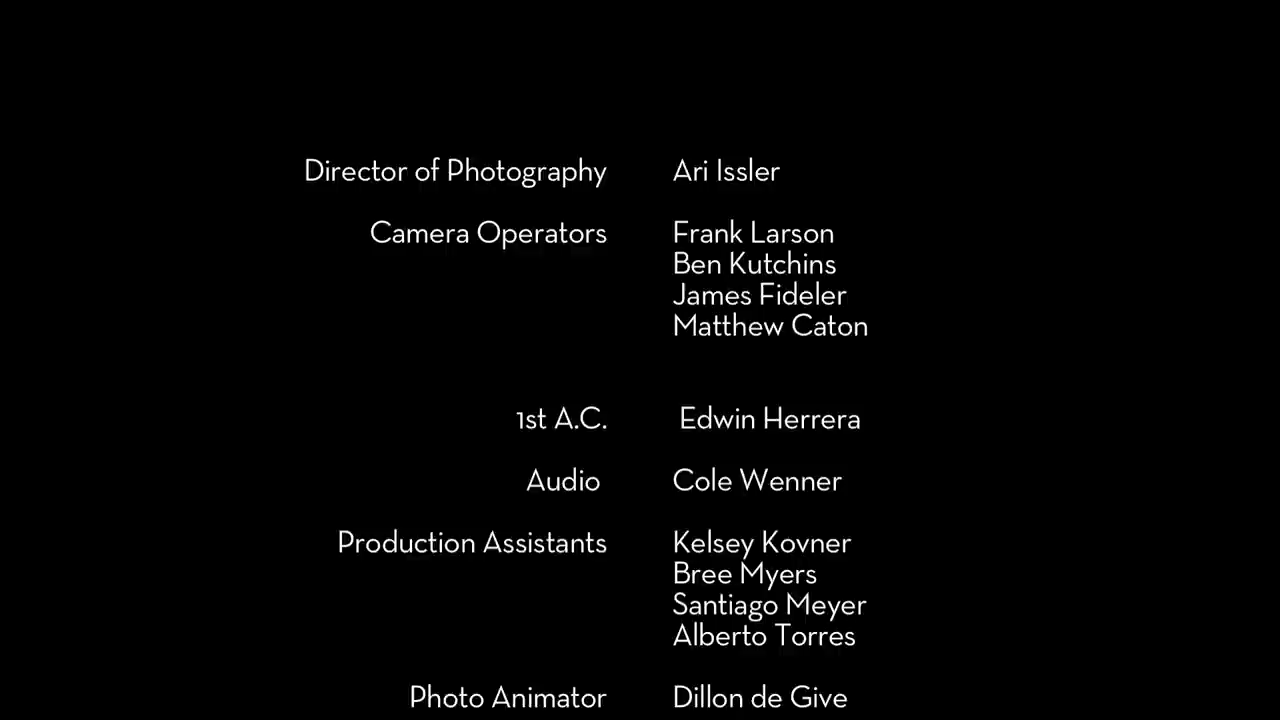 Director of Photography Ari Issler
Camera Operators Frank Larson
Ben Kutchins
James Fideler
Matthew Caton
1st A.C. Edwin Herrera
Audio Cole Wenner
Production Assistants Kelsey Kovner
Bree Myers
Santiago Meyer
Alberto Torres
Photo Animator Dillon de Give